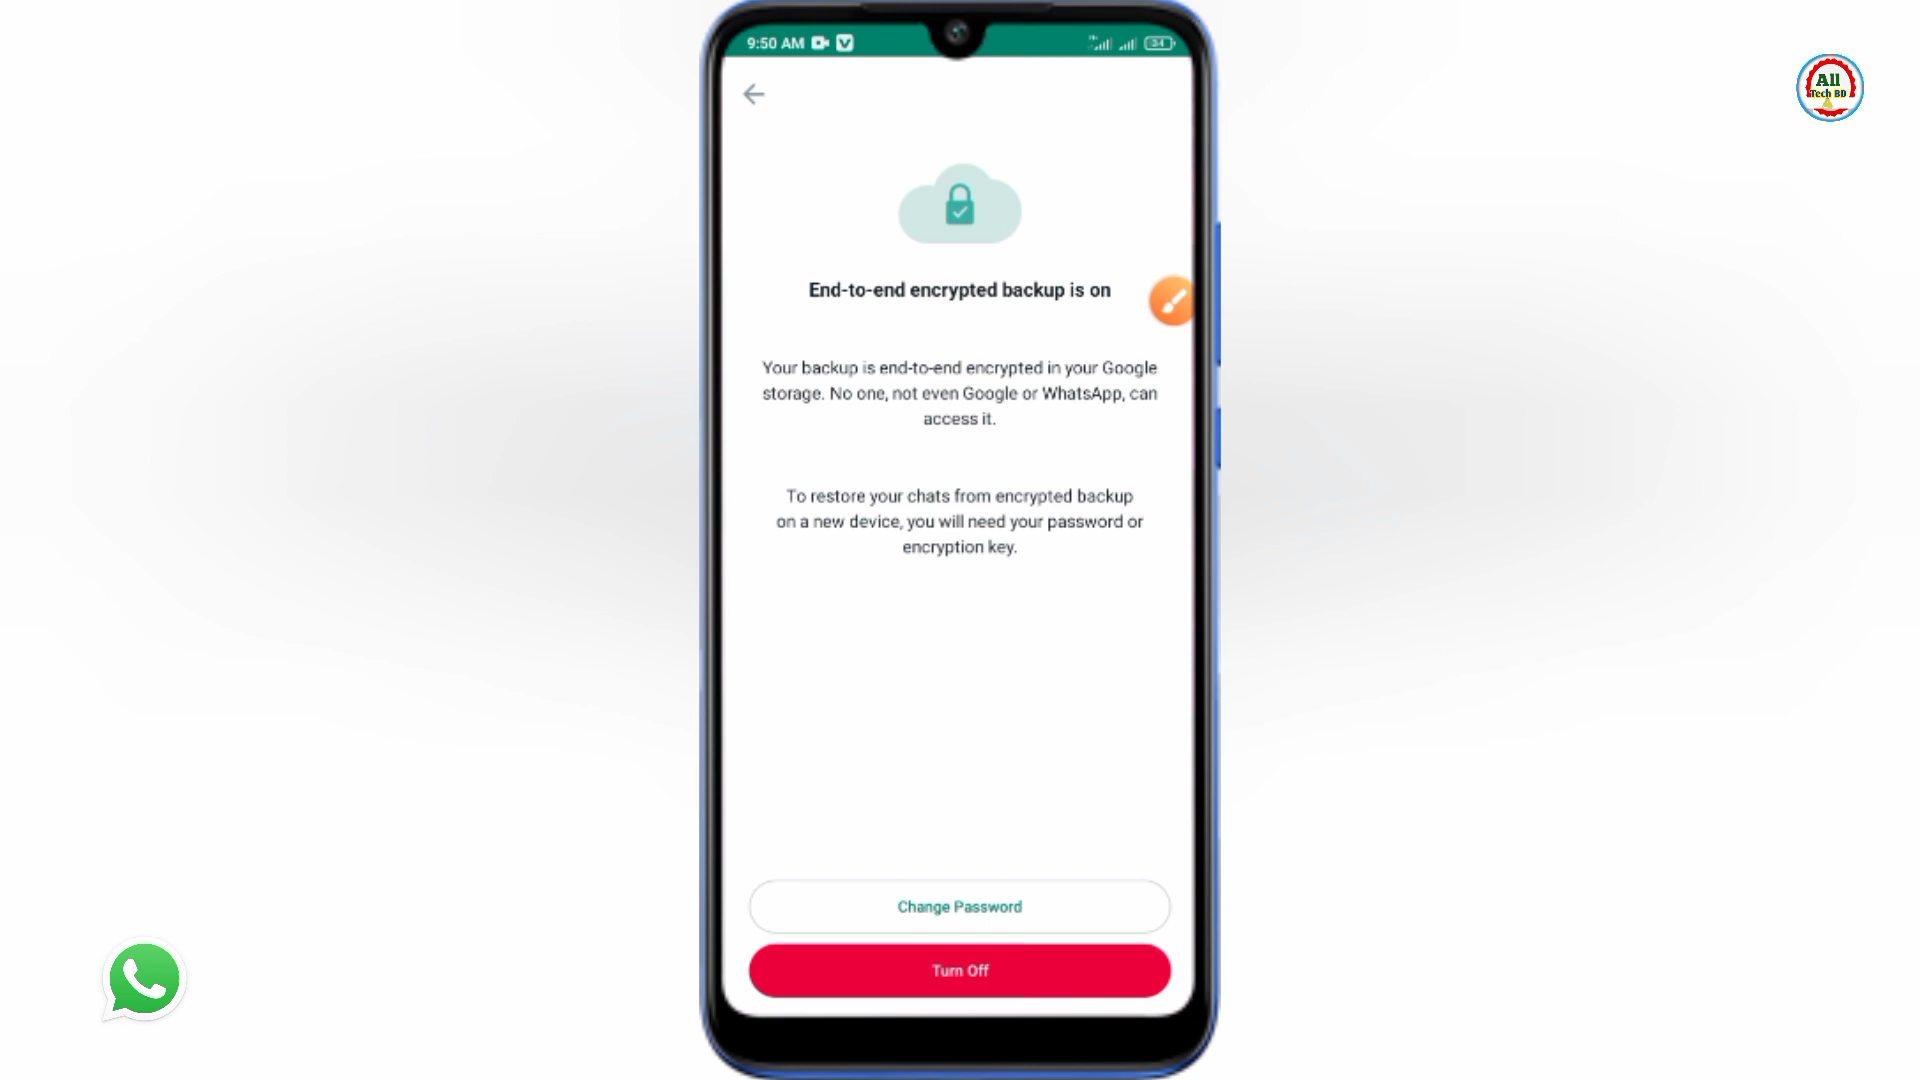 9:50 AM
34
All
Tech BD
End-to-end encrypted backup is on
Your backup is end-to-end encrypted in your Google
storage. No one, not even Google or WhatsApp, can
access it.
To restore your chats from encrypted backup
on a new device, you will need your password or
encryption key.
Change Password
Turn Off